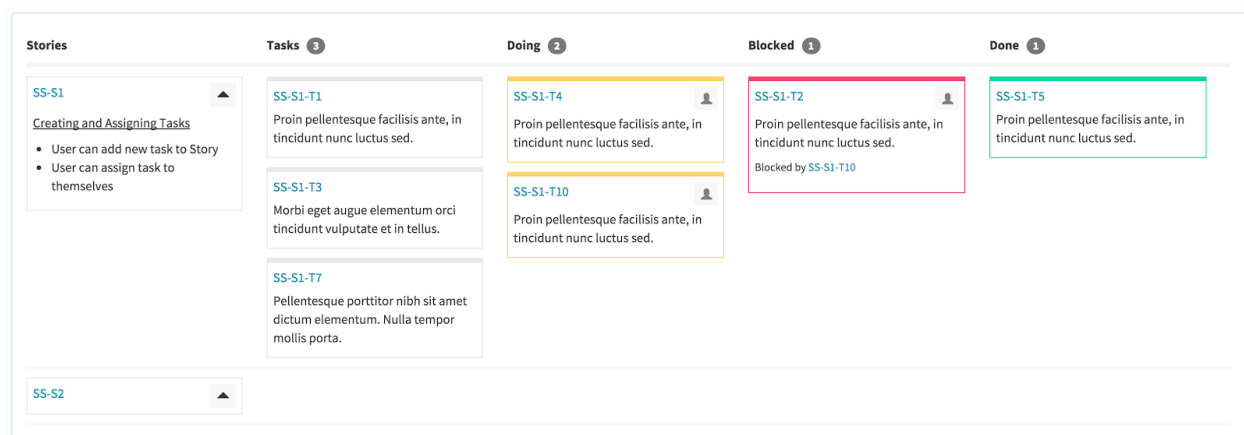 Stories
Tasks 3
Doing 2
Blocked 1
Done 1
SS-S1
Creating and Assigning Tasks
• User can add new task to Story
• User can assign task to
themselves
SS-S1-T1
Proin pellentesque facilisis ante, in
tincidunt nunc luctus sed.
SS-S1-T3
Morbi eget augue elementum orci
tincidunt vulputate et in tellus.
SS-S1-T7
Pellentesque porttitor nibh sit amet
dictum elementum. Nulla tempor
mollis porta.
SS-S1-T4
Proin pellentesque facilisis ante, in
tincidunt nunc luctus sed.
SS-S1-T10
Proin pellentesque facilisis ante, in
tincidunt nunc luctus sed.
SS-S1-T2
Proin pellentesque facilisis ante, in
tincidunt nunc luctus sed.
Blocked by SS-S1-T10
SS-S1-T5
Proin pellentesque facilisis ante, in
tincidunt nunc luctus sed.
SS-S2